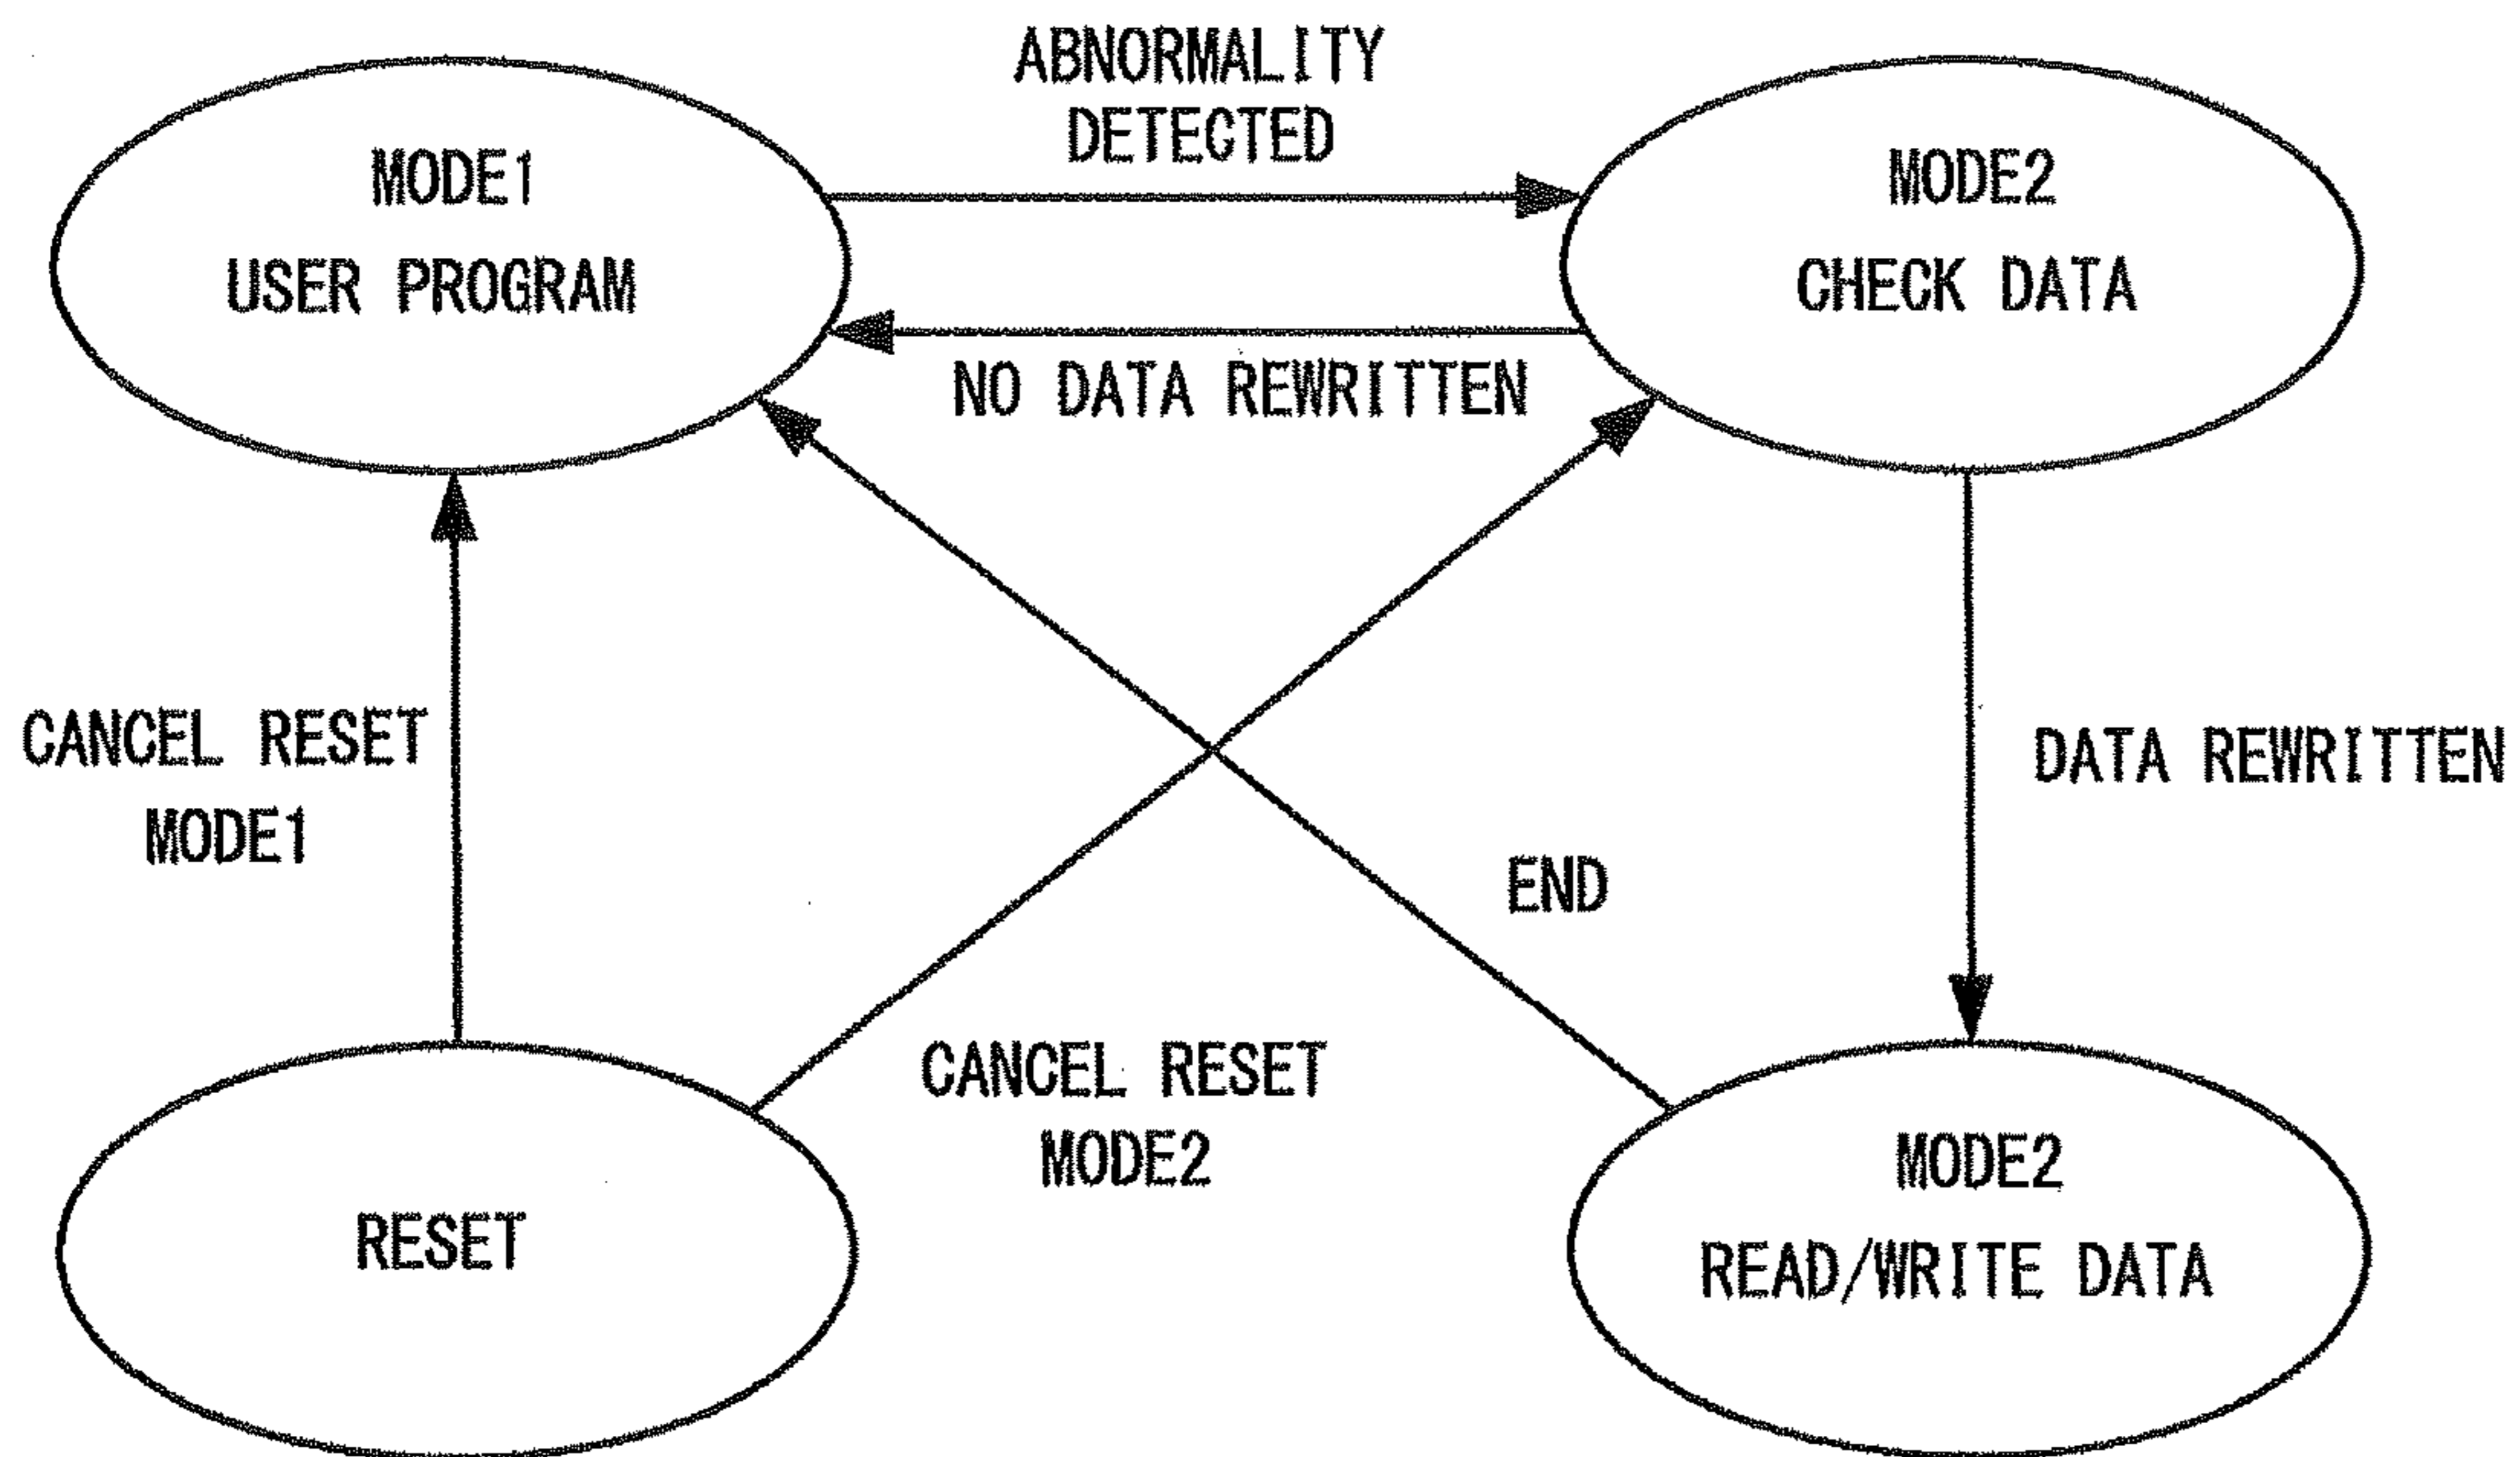 ABNORMALITY
DETECTED
MODE1
USER PROGRAM
MODE2
CHECK DATA
NO DATA REWRITTEN
CANCEL RESET
MODE1
DATA REWRITTEN
END
CANCEL RESET
MODE2
RESET
MODE2
READ/WRITE DATA